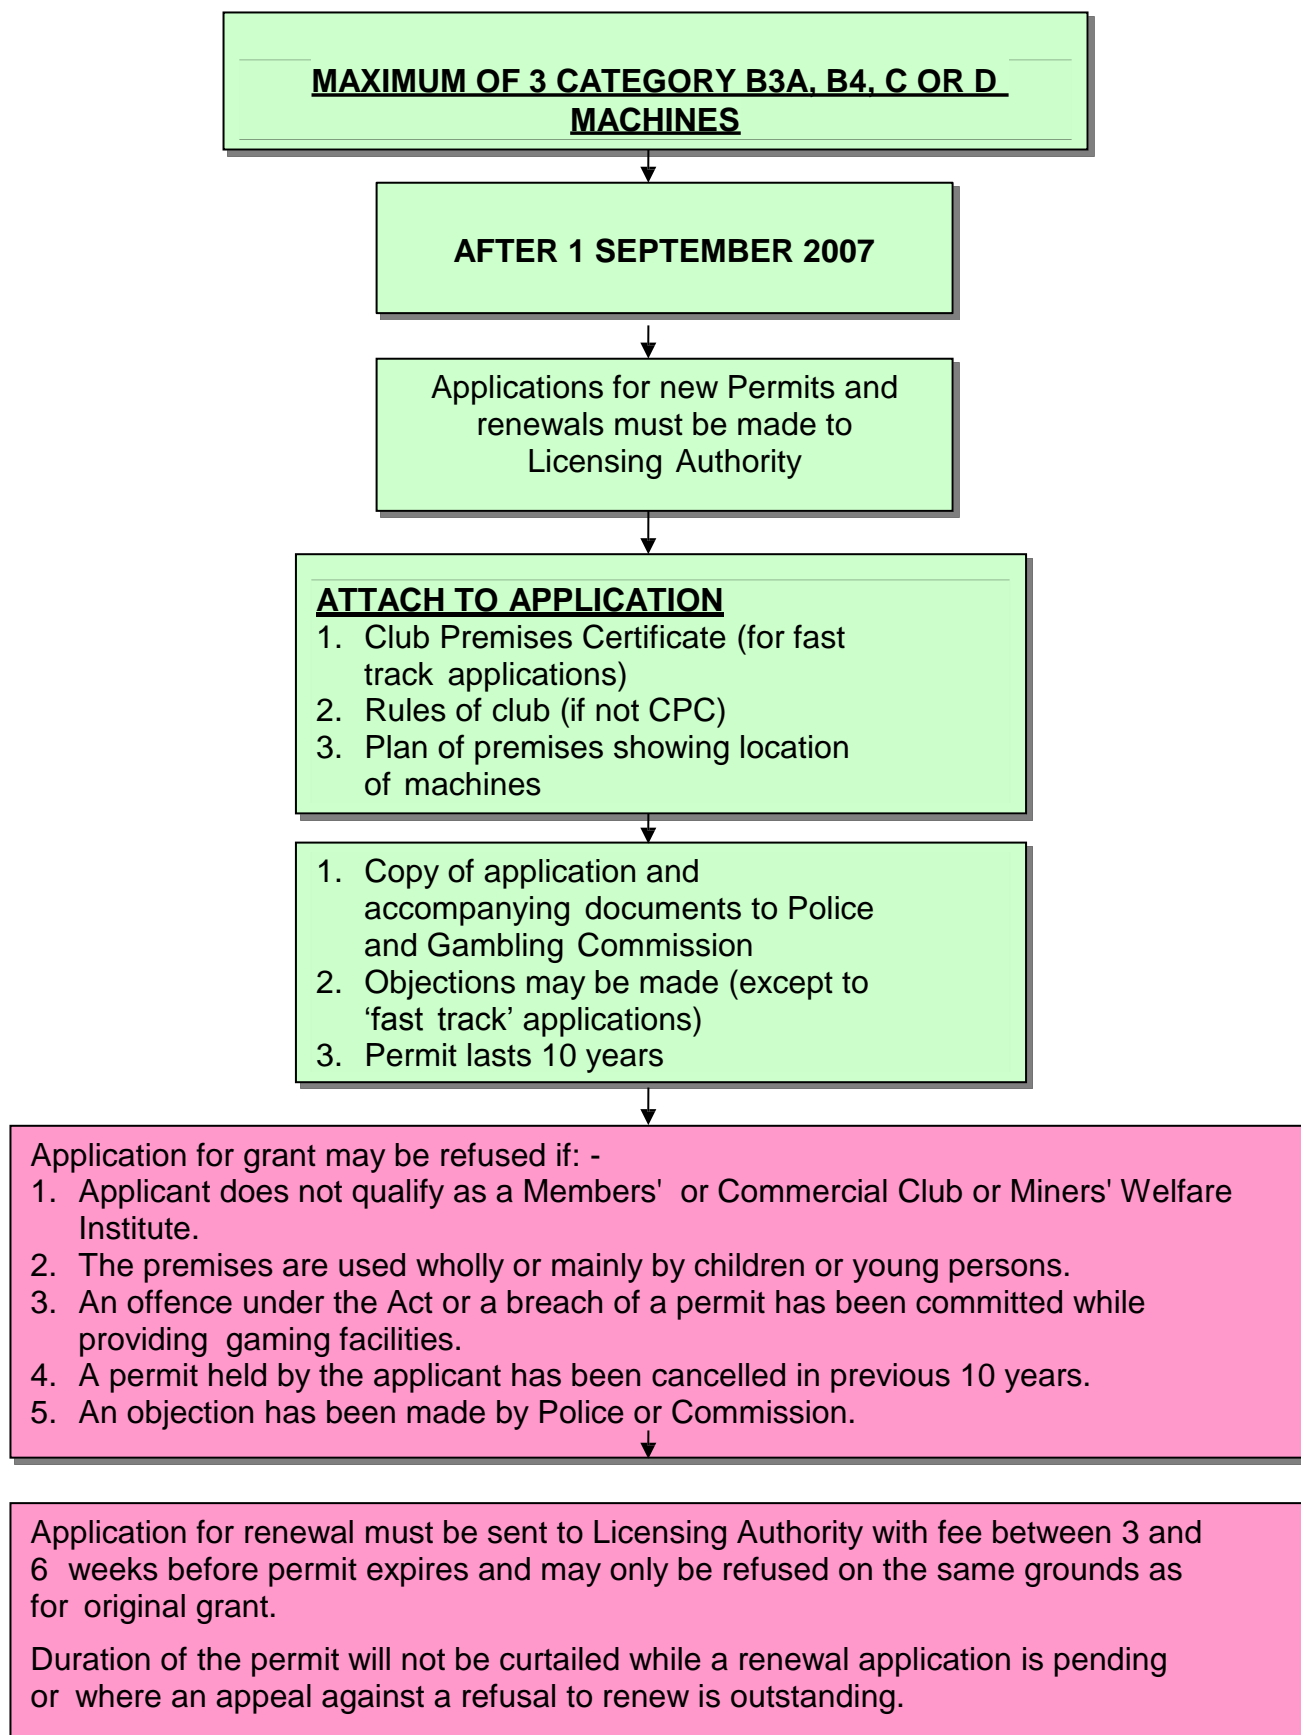 MAXIMUM OF 3 CATEGORY B3A, B4, C OR D
MACHINES
AFTER 1 SEPTEMBER 2007
Applications for new Permits and
renewals must be made to
Licensing Authority
ATTACH TO APPLICATION
1. Club Premises Certificate (for fast
track applications)
2. Rules of club (if not CPC)
3. Plan of premises showing location
of machines
1. Copy of application and
accompanying documents to Police
and Gambling Commission
2. Objections may be made (except to
‘fast track’ applications)
3. Permit lasts 10 years
Application for grant may be refused if: -
1. Applicant does not qualify as a Members' or Commercial Club or Miners' Welfare
Institute.
2. The premises are used wholly or mainly by children or young persons.
3. An offence under the Act or a breach of a permit has been committed while
providing gaming facilities.
4. A permit held by the applicant has been cancelled in previous 10 years.
5. An objection has been made by Police or Commission.
Application for renewal must be sent to Licensing Authority with fee between 3 and
6 weeks before permit expires and may only be refused on the same grounds as
for original grant.
Duration of the permit will not be curtailed while a renewal application is pending
or where an appeal against a refusal to renew is outstanding.